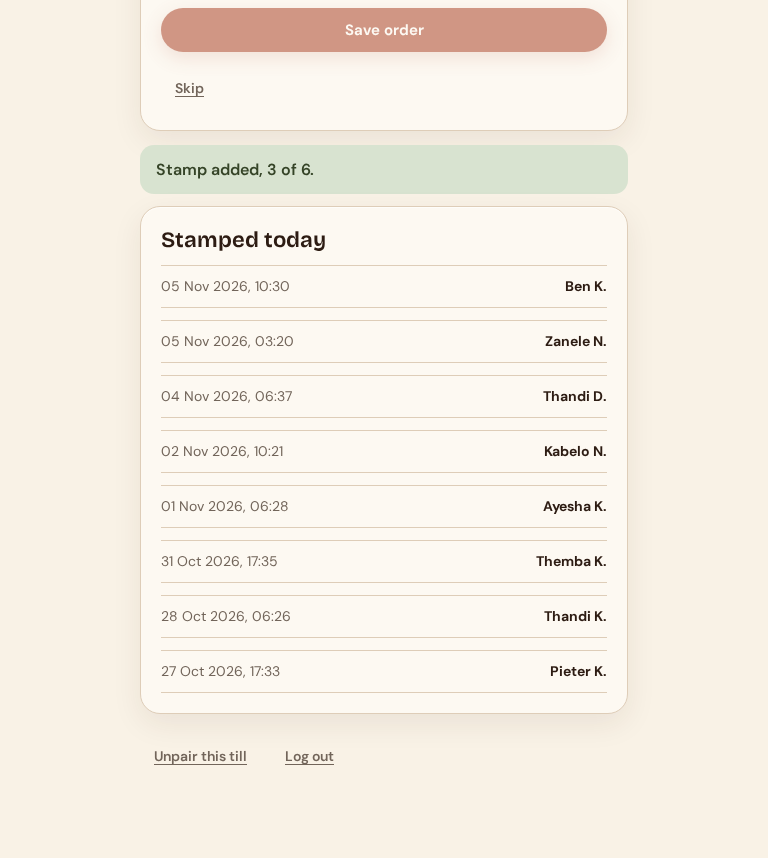 Save order
Skip
Stamp added, 3 of 6.
Stamped today
05 Nov 2026, 10:30 Ben K.
05 Nov 2026, 03:20 Zanele N.
04 Nov 2026, 06:37 Thandi D.
02 Nov 2026, 10:21 Kabelo N.
01 Nov 2026, 06:28 Ayesha K.
31 Oct 2026, 17:35 Themba K.
28 Oct 2026, 06:26 Thandi K.
27 Oct 2026, 17:33 Pieter K.
Unpair this till Log out